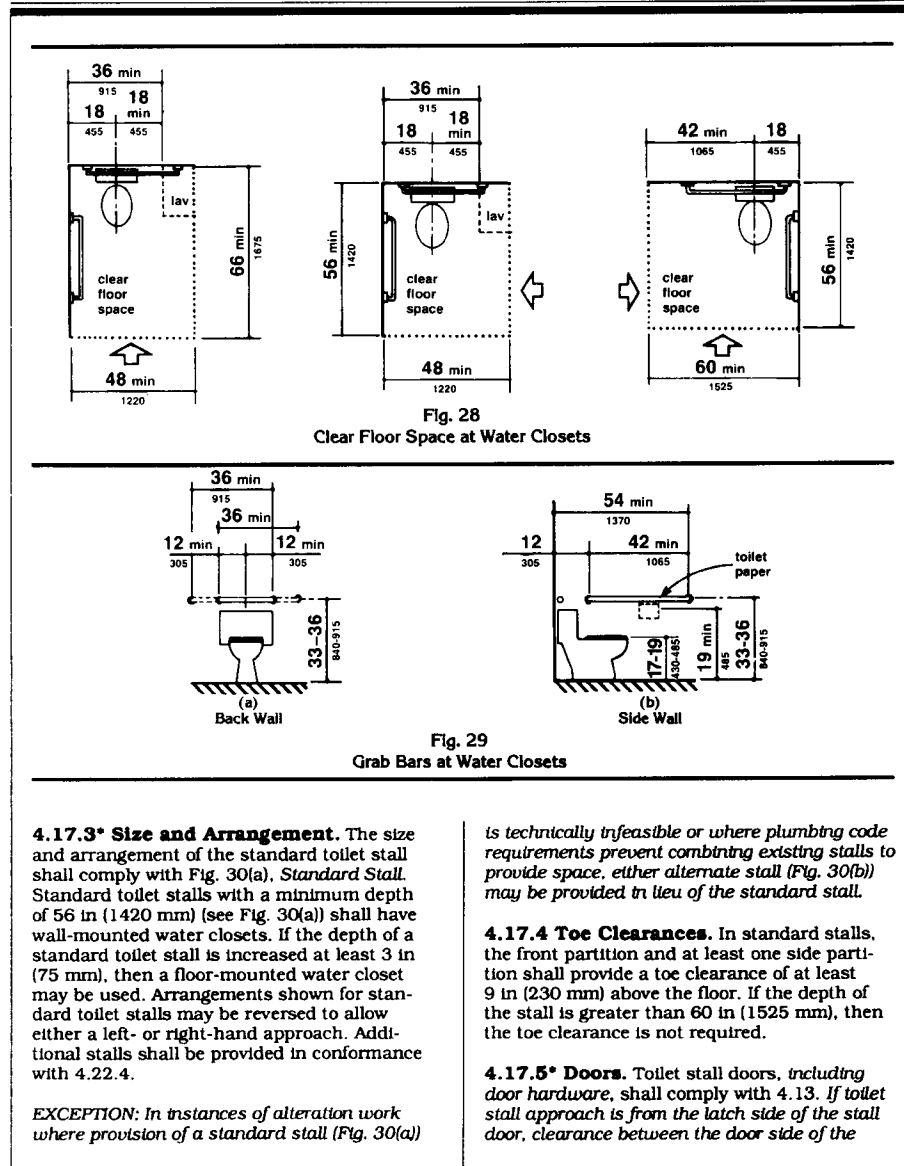 36 min
915
18
18 min
455
455
lav
66 min
1675
clear
floor
space
48 min
1220
36 min
915
18
18 min
455
455
lav
56 min
1420
clear
floor
space
48 min
1220
42 min
1065
18
455
56 min
1420
clear
floor
space
60 min
1525
Fig. 28
Clear Floor Space at Water Closets
36 min
915
36 min
12 min
305
12 min
305
33–36
840-915
(a)
Back Wall
54 min
1370
12
305
42 min
1065
toilet
paper
17-19
430-485
19 min
485
33-36
840-915
(b)
Side Wall
Fig. 29
Grab Bars at Water Closets
4.17.3* Size and Arrangement. The size
and arrangement of the standard toilet stall
shall comply with Fig. 30(a), Standard Stall.
Standard toilet stalls with a minimum depth
of 56 in (1420 mm) (see Fig. 30(a)) shall have
wall-mounted water closets. If the depth of a
standard toilet stall is increased at least 3 in
(75 mm), then a floor-mounted water closet
may be used. Arrangements shown for stan-
dard toilet stalls may be reversed to allow
either a left- or right-hand approach. Addi-
tional stalls shall be provided in conformance
with 4.22.4.
EXCEPTION: In instances of alteration work
where provision of a standard stall (Fig. 30(a))
is technically infeasible or where plumbing code
requirements prevent combining existing stalls to
provide space, either alternate stall (Fig. 30(b))
may be provided in lieu of the standard stall.
4.17.4 Toe Clearances. In standard stalls,
the front partition and at least one side parti-
tion shall provide a toe clearance of at least
9 in (230 mm) above the floor. If the depth of
the stall is greater than 60 in (1525 mm), then
the toe clearance is not required.
4.17.5* Doors. Toilet stall doors, including
door hardware, shall comply with 4.13. If toilet
stall approach is from the latch side of the stall
door, clearance between the door side of the